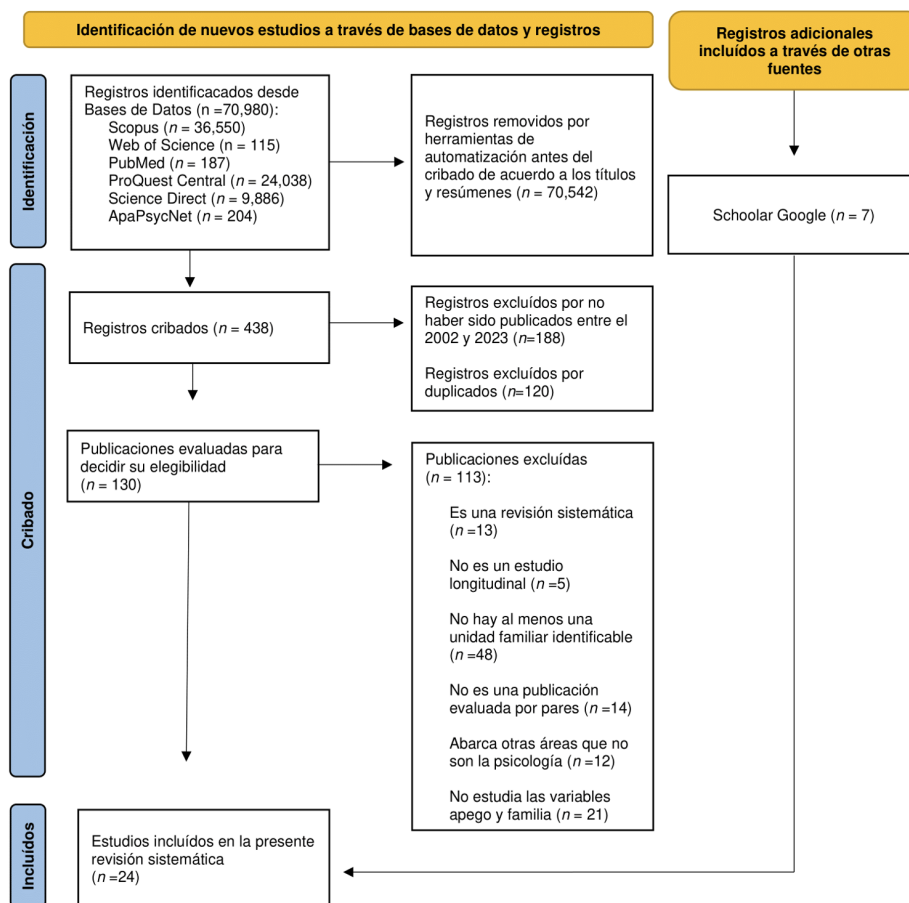 Identificación de nuevos estudios a través de bases de datos y registros
Registros adicionales
incluídos a través de otras
fuentes
Identificación
Registros identificacados desde
Bases de Datos (n =70,980):
Scopus (n = 36,550)
Web of Science (n = 115)
PubMed (n = 187)
ProQuest Central (n = 24,038)
Science Direct (n = 9,886)
ApaPsycNet (n = 204)
Registros removidos por
herramientas de
automatización antes del
cribado de acuerdo a los títulos
y resúmenes (n = 70,542)
Schoolar Google (n = 7)
Cribado
Registros cribados (n = 438)
Registros excluídos por no
haber sido publicados entre el
2002 y 2023 (n=188)
Registros excluídos por
duplicados (n=120)
Publicaciones evaluadas para
decidir su elegibilidad
(n = 130)
Publicaciones excluídas
(n = 113):
Es una revisión sistemática
(n =13)
No es un estudio
longitudinal (n =5)
No hay al menos una
unidad familiar identificable
(n =48)
No es una publicación
evaluada por pares (n =14)
Abarca otras áreas que no
son la psicología (n =12)
No estudia las variables
apego y familia (n = 21)
Incluídos
Estudios incluídos en la presente
revisión sistemática
(n =24)